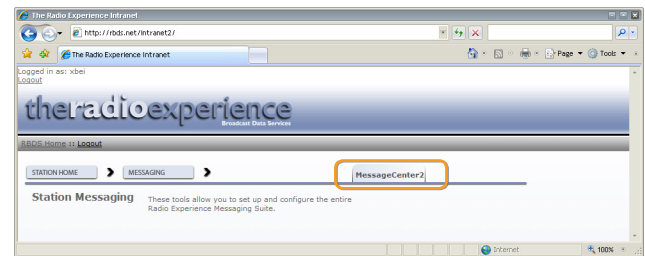 The Radio Experience Intranet
http://rbds.net/Intranet2/
The Radio Experience Intranet
Page
Tools
Logged in as: xbei
Logout
theradioexperience
Broadcast Data Services
RBDS Home :: Logout
STATION HOME
MESSAGING
MessageCenter2
Station Messaging
These tools allow you to set up and configure the entire
Radio Experience Messaging Suite.
Internet
100%